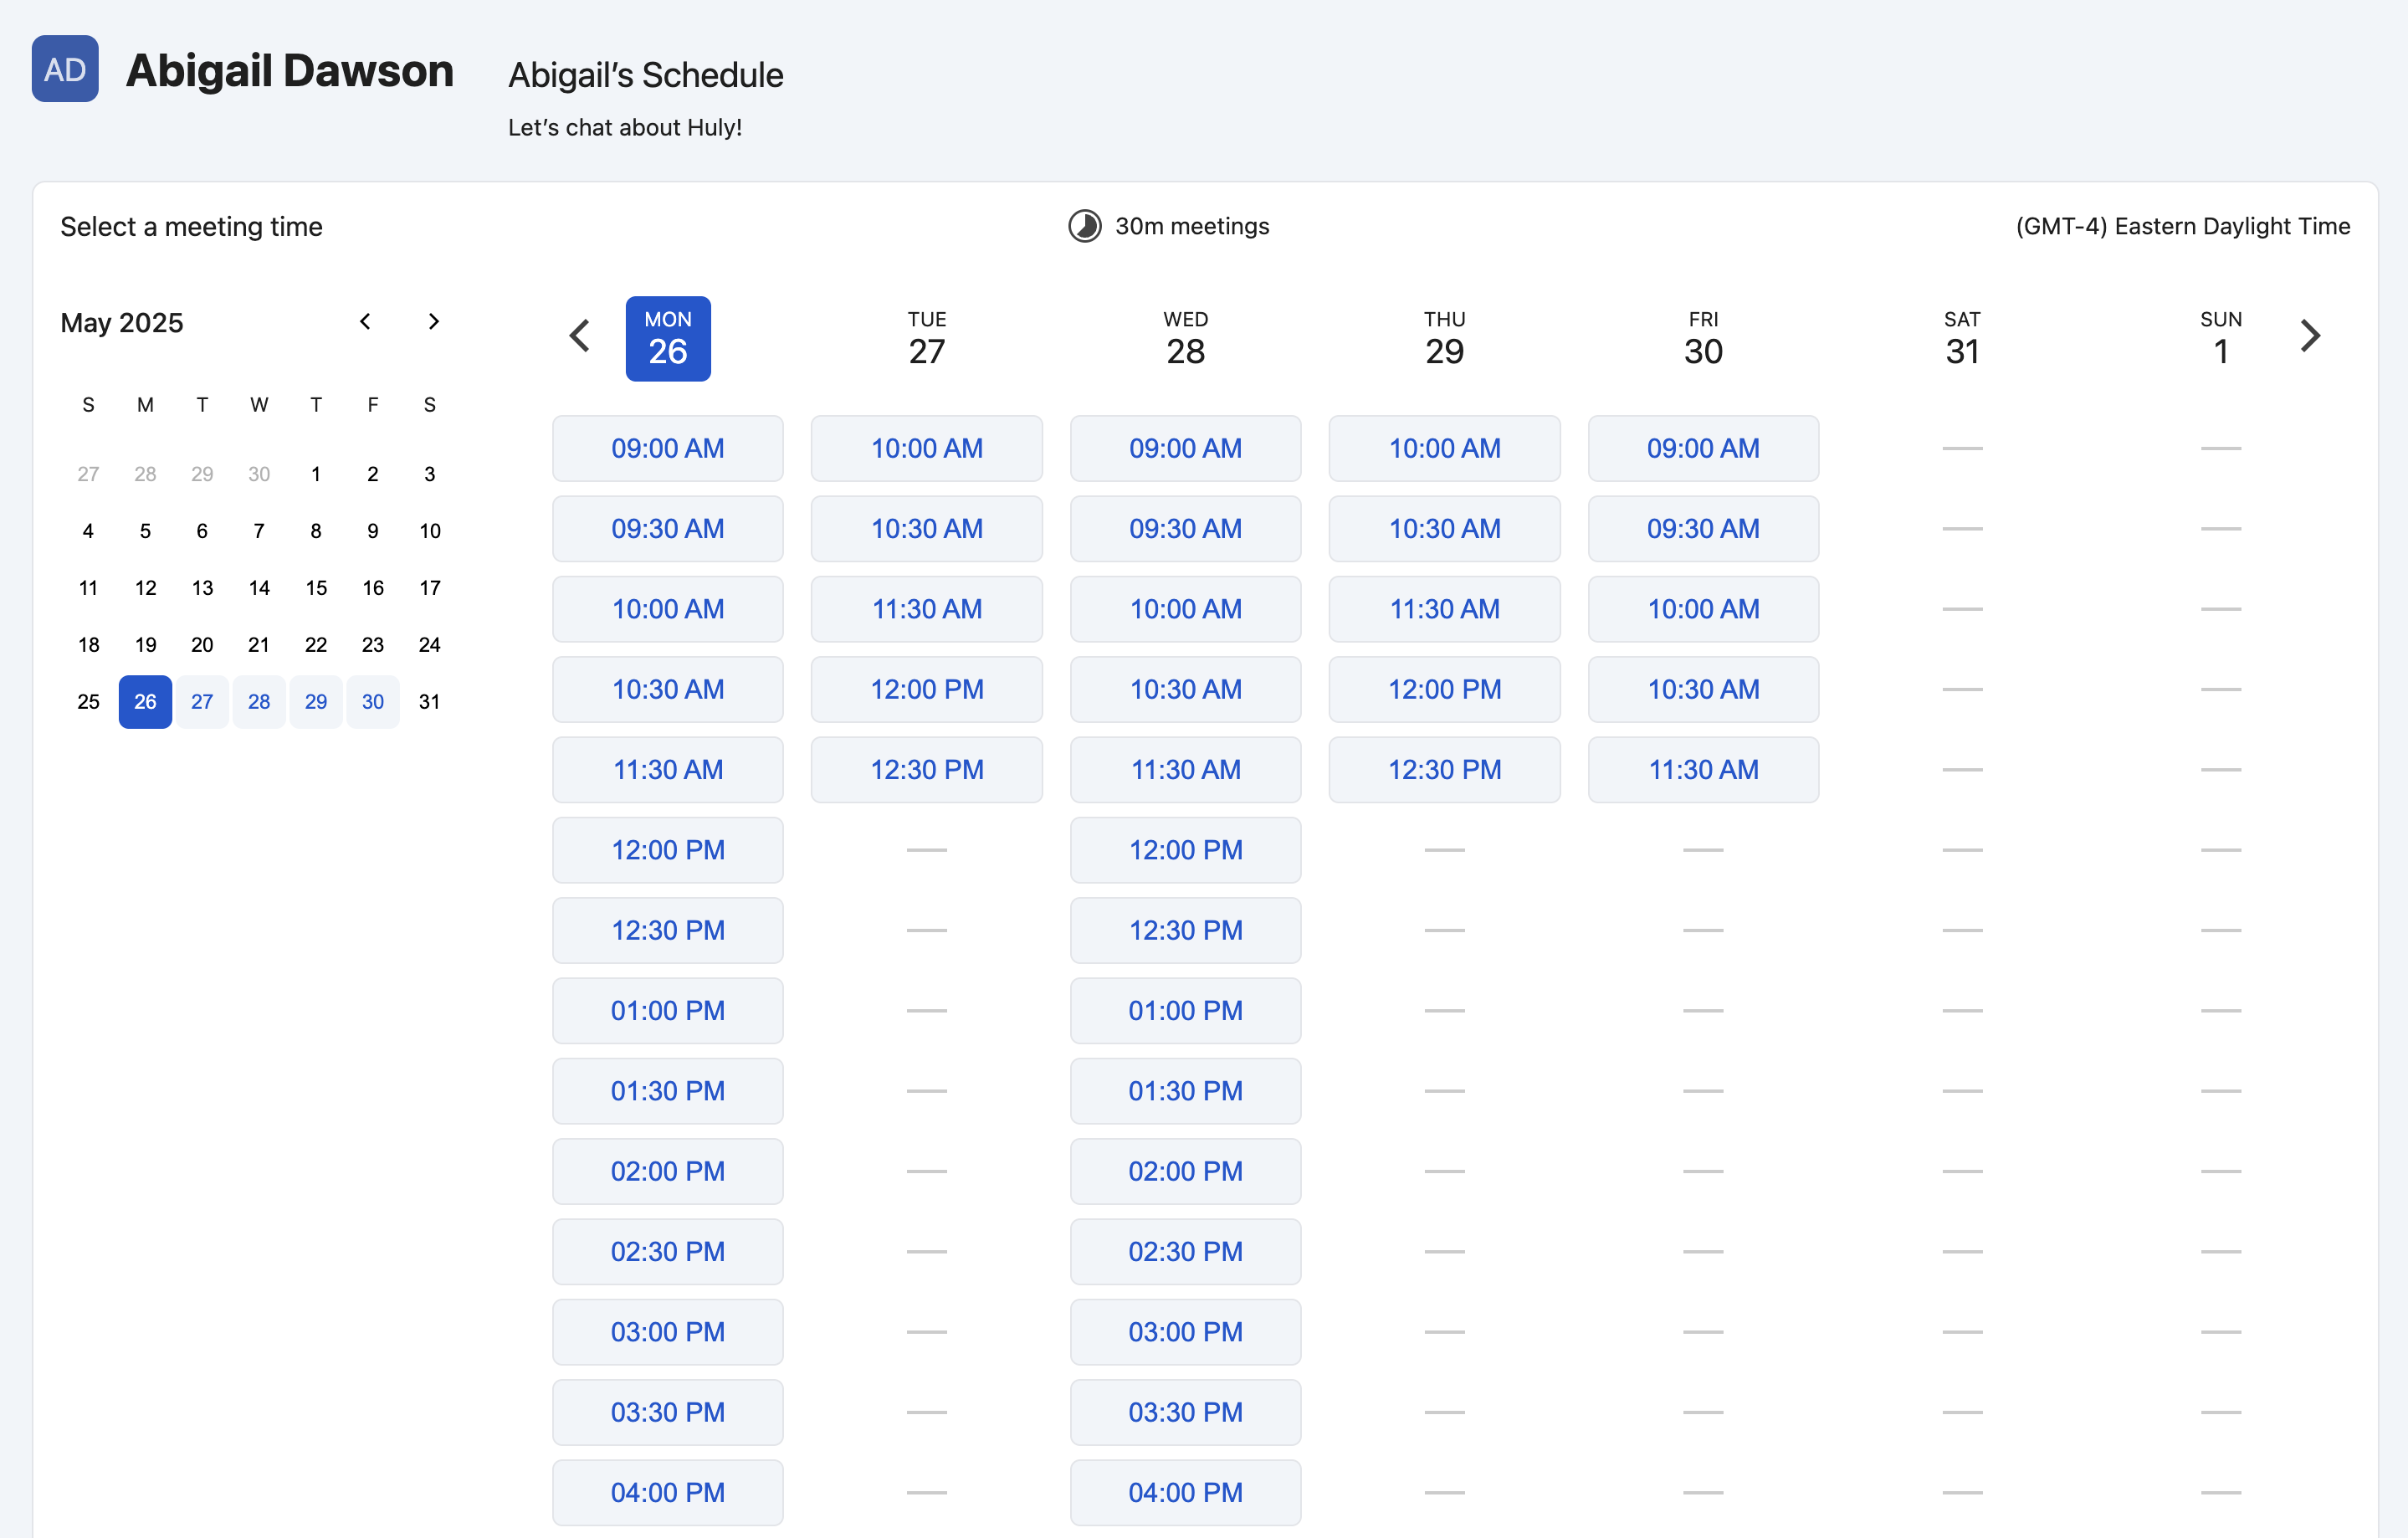 AD
Abigail Dawson
Abigail’s Schedule
Let’s chat about Huly!
Select a meeting time
30m meetings
(GMT-4) Eastern Daylight Time
May 2025
S M T W T F S
27 28 29 30 1 2 3
4 5 6 7 8 9 10
11 12 13 14 15 16 17
18 19 20 21 22 23 24
25 26 27 28 29 30 31
MON TUE WED THU FRI SAT SUN
26 27 28 29 30 31 1
09:00 AM 10:00 AM 09:00 AM 10:00 AM 09:00 AM — —
09:30 AM 10:30 AM 09:30 AM 10:30 AM 09:30 AM — —
10:00 AM 11:30 AM 10:00 AM 11:30 AM 10:00 AM — —
10:30 AM 12:00 PM 10:30 AM 12:00 PM 10:30 AM — —
11:30 AM 12:30 PM 11:30 AM 12:30 PM 11:30 AM — —
12:00 PM — 12:00 PM — — — —
12:30 PM — 12:30 PM — — — —
01:00 PM — 01:00 PM — — — —
01:30 PM — 01:30 PM — — — —
02:00 PM — 02:00 PM — — — —
02:30 PM — 02:30 PM — — — —
03:00 PM — 03:00 PM — — — —
03:30 PM — 03:30 PM — — — —
04:00 PM — 04:00 PM — — — —